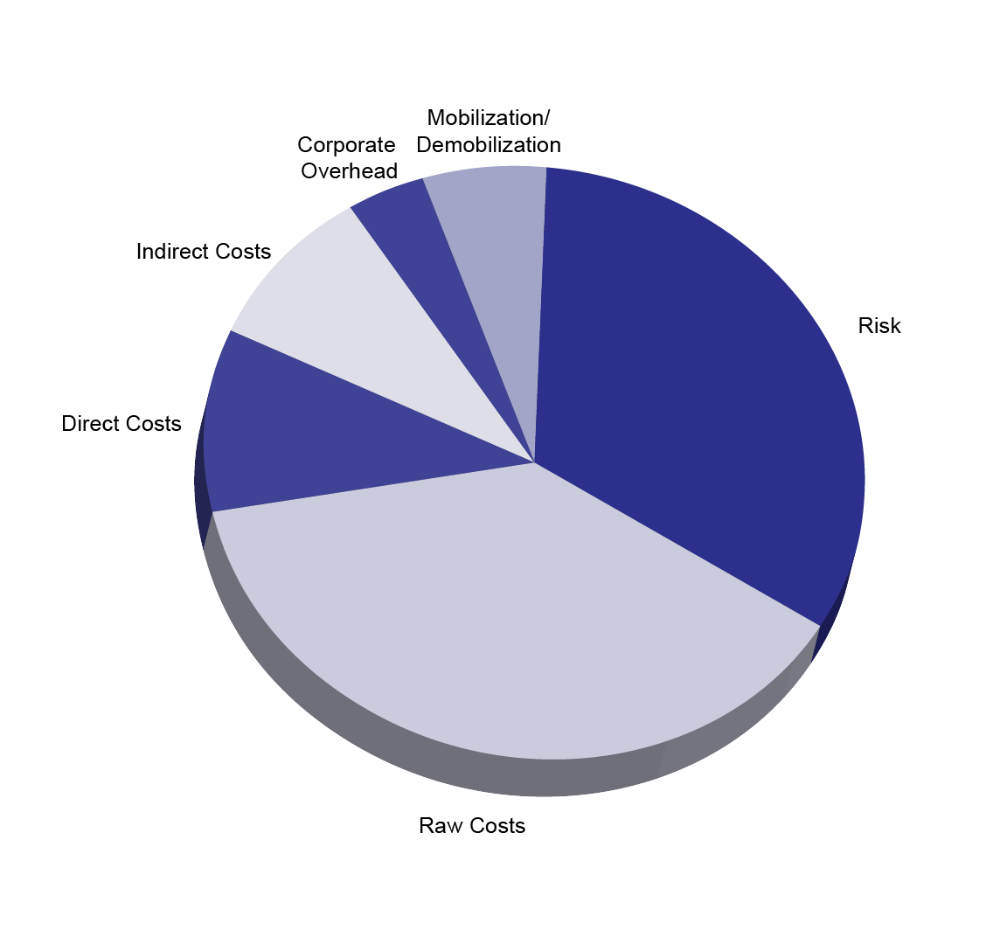 Mobilization/
Demobilization
Corporate
Overhead
Indirect Costs
Risk
Direct Costs
Raw Costs